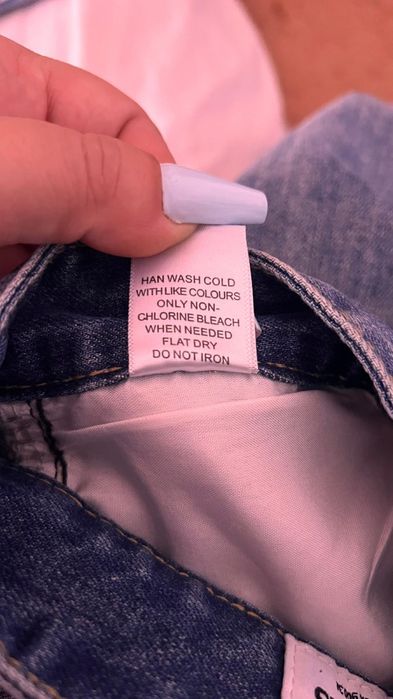 HAN WASH COLD
WITH LIKE COLOURS
ONLY NON-
CHLORINE BLEACH
WHEN NEEDED
FLAT DRY
DO NOT IRON